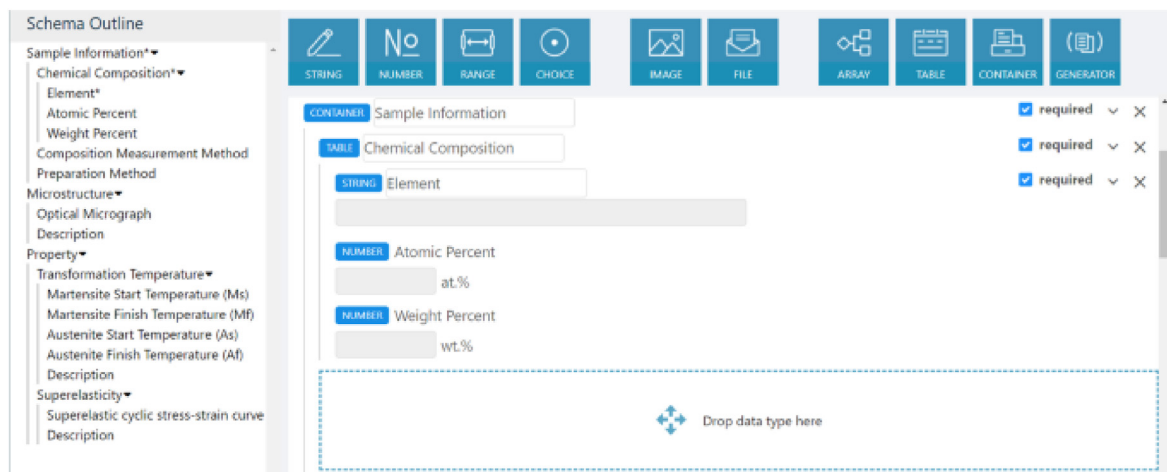 Schema Outline
Sample Information*
Chemical Composition*
Element*
Atomic Percent
Weight Percent
Composition Measurement Method
Preparation Method
Microstructure
Optical Micrograph
Description
Property
Transformation Temperature
Martensite Start Temperature (Ms)
Martensite Finish Temperature (Mf)
Austenite Start Temperature (As)
Austenite Finish Temperature (Af)
Description
Superelasticity
Superelastic cyclic stress-strain curve
Description
No
STRING NUMBER RANGE CHOICE IMAGE FILE ARRAY TABLE CONTAINER GENERATOR
CONTAINER Sample Information required
TABLE Chemical Composition required
STRING Element required
NUMBER Atomic Percent
at.%
NUMBER Weight Percent
wt.%
Drop data type here